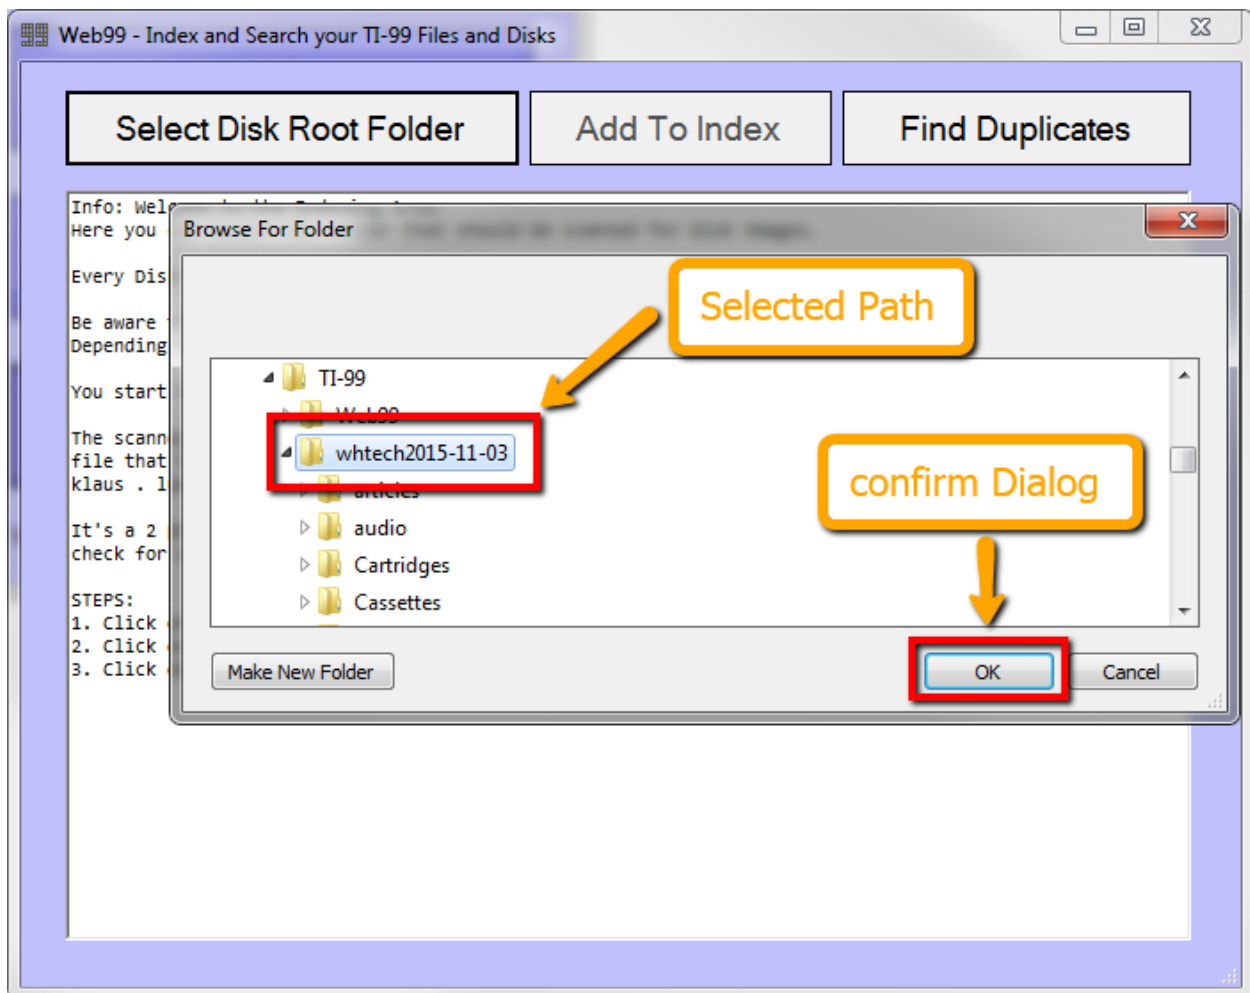 Web99 - Index and Search your TI-99 Files and Disks
Select Disk Root Folder
Add To Index
Find Duplicates
Info: Wel
Here you
Browse For Folder
Every Dis
Be aware
Depending
You start
The scann
file that
klaus . l
It's a 2
check for
STEPS:
1. Click
2. Click
3. Click
Selected Path
TI-99
Web99
whtech2015-11-03
articles
audio
Cartridges
Cassettes
confirm Dialog
Make New Folder
OK
Cancel